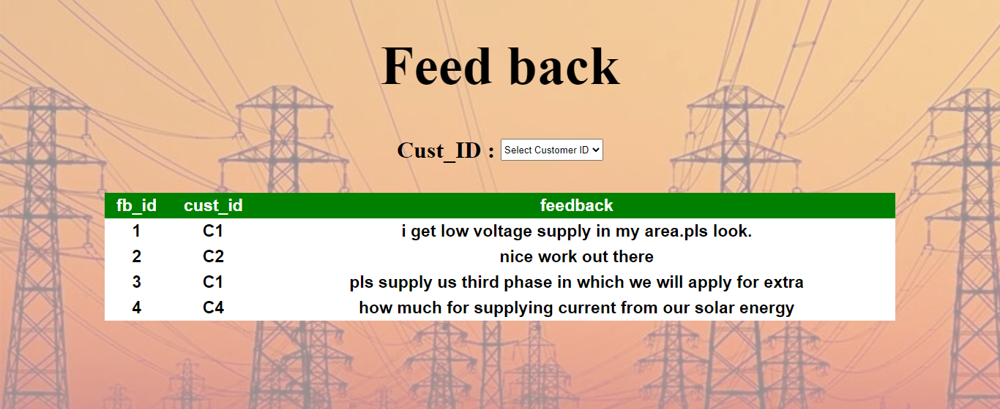 Feed back
Cust_ID : Select Customer ID
fb_id cust_id feedback
1 C1 i get low voltage supply in my area.pls look.
2 C2 nice work out there
3 C1 pls supply us third phase in which we will apply for extra
4 C4 how much for supplying current from our solar energy